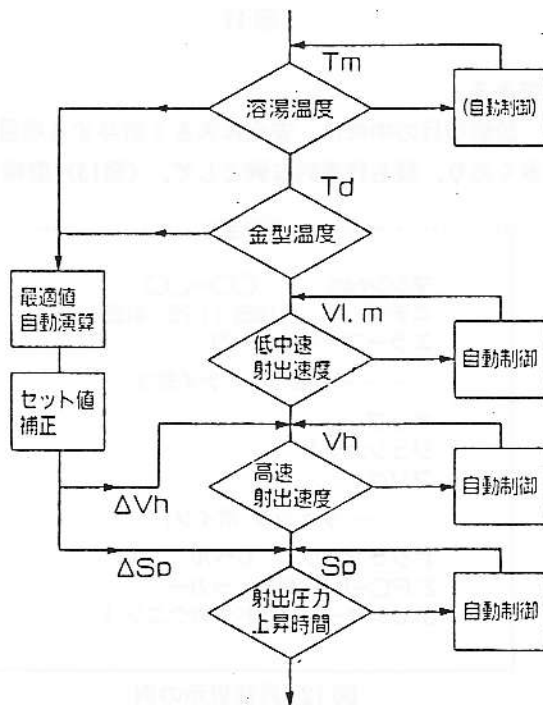 Tm
溶湯温度
(自動制御)
Td
金型温度
最適値
自動演算
Vl. m
低中速
射出速度
自動制御
セット値
補正
Vh
高速
射出速度
自動制御
ΔVh
ΔSp
Sp
射出圧力
上昇時間
自動制御